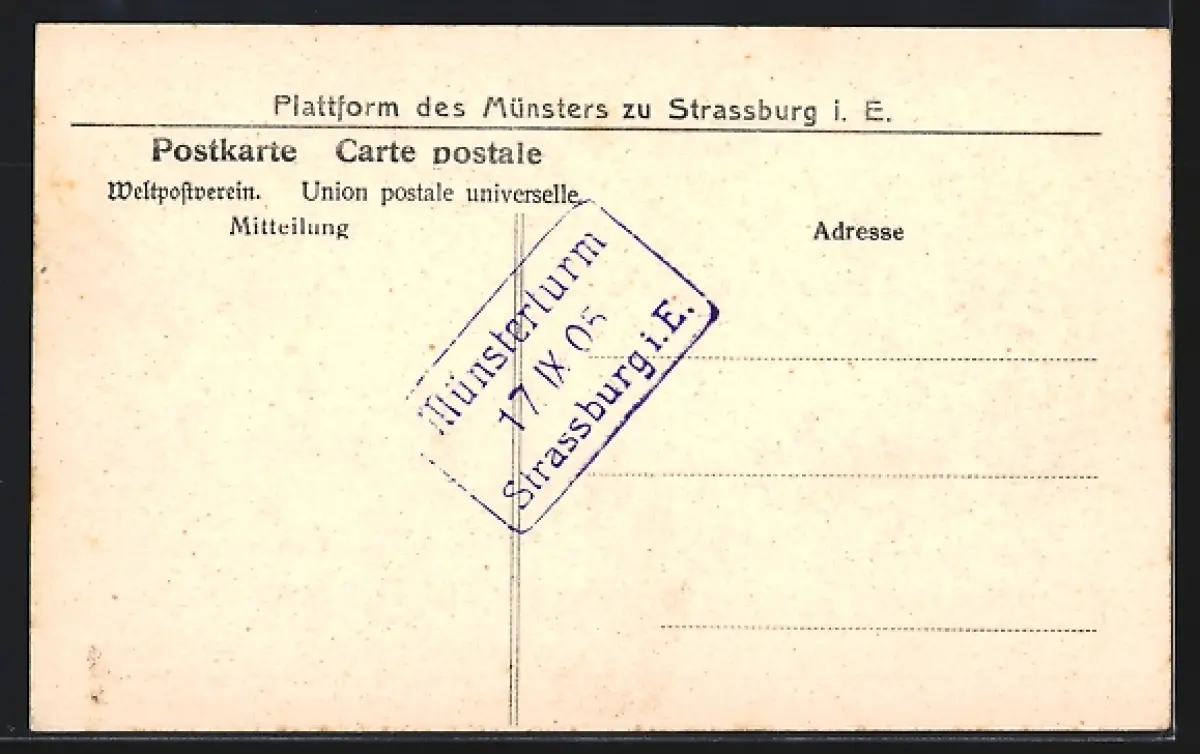 Plattform des Münsters zu Strassburg i. E.
Postkarte Carte postale
Weltpostverein. Union postale universelle.
Mitteilung
Adresse
Münsterturm
17 IX 05
Strassburg i. E.